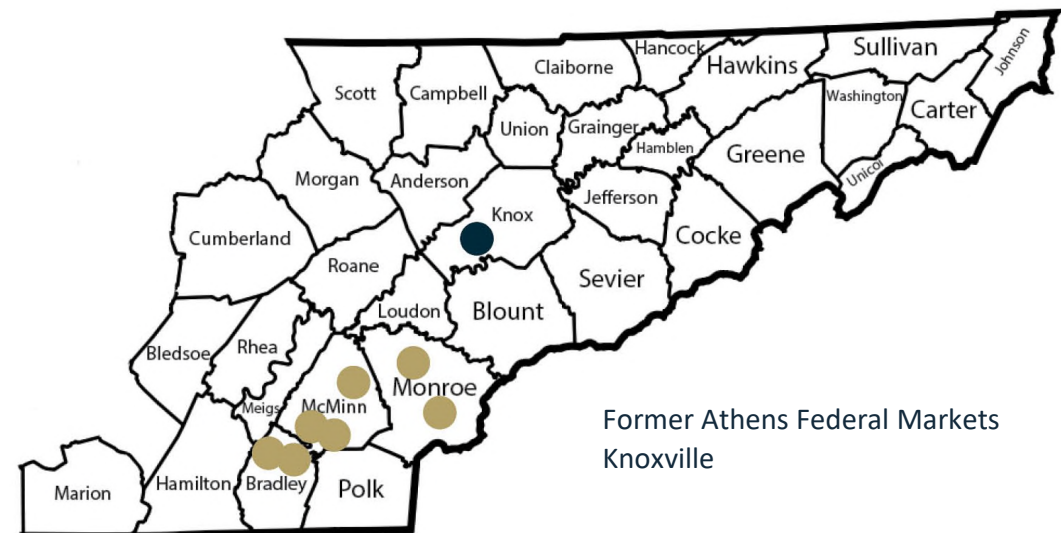 Hancock
Sullivan
Johnson
Claiborne
Hawkins
Scott
Campbell
Washington
Carter
Union
Grainger
Hamblen
Greene
Unicoi
Morgan
Anderson
Jefferson
Knox
Cocke
Cumberland
Roane
Sevier
Loudon
Blount
Bledsoe
Rhea
Monroe
Meigs
McMinn
Former Athens Federal Markets
Knoxville
Marion
Hamilton
Bradley
Polk